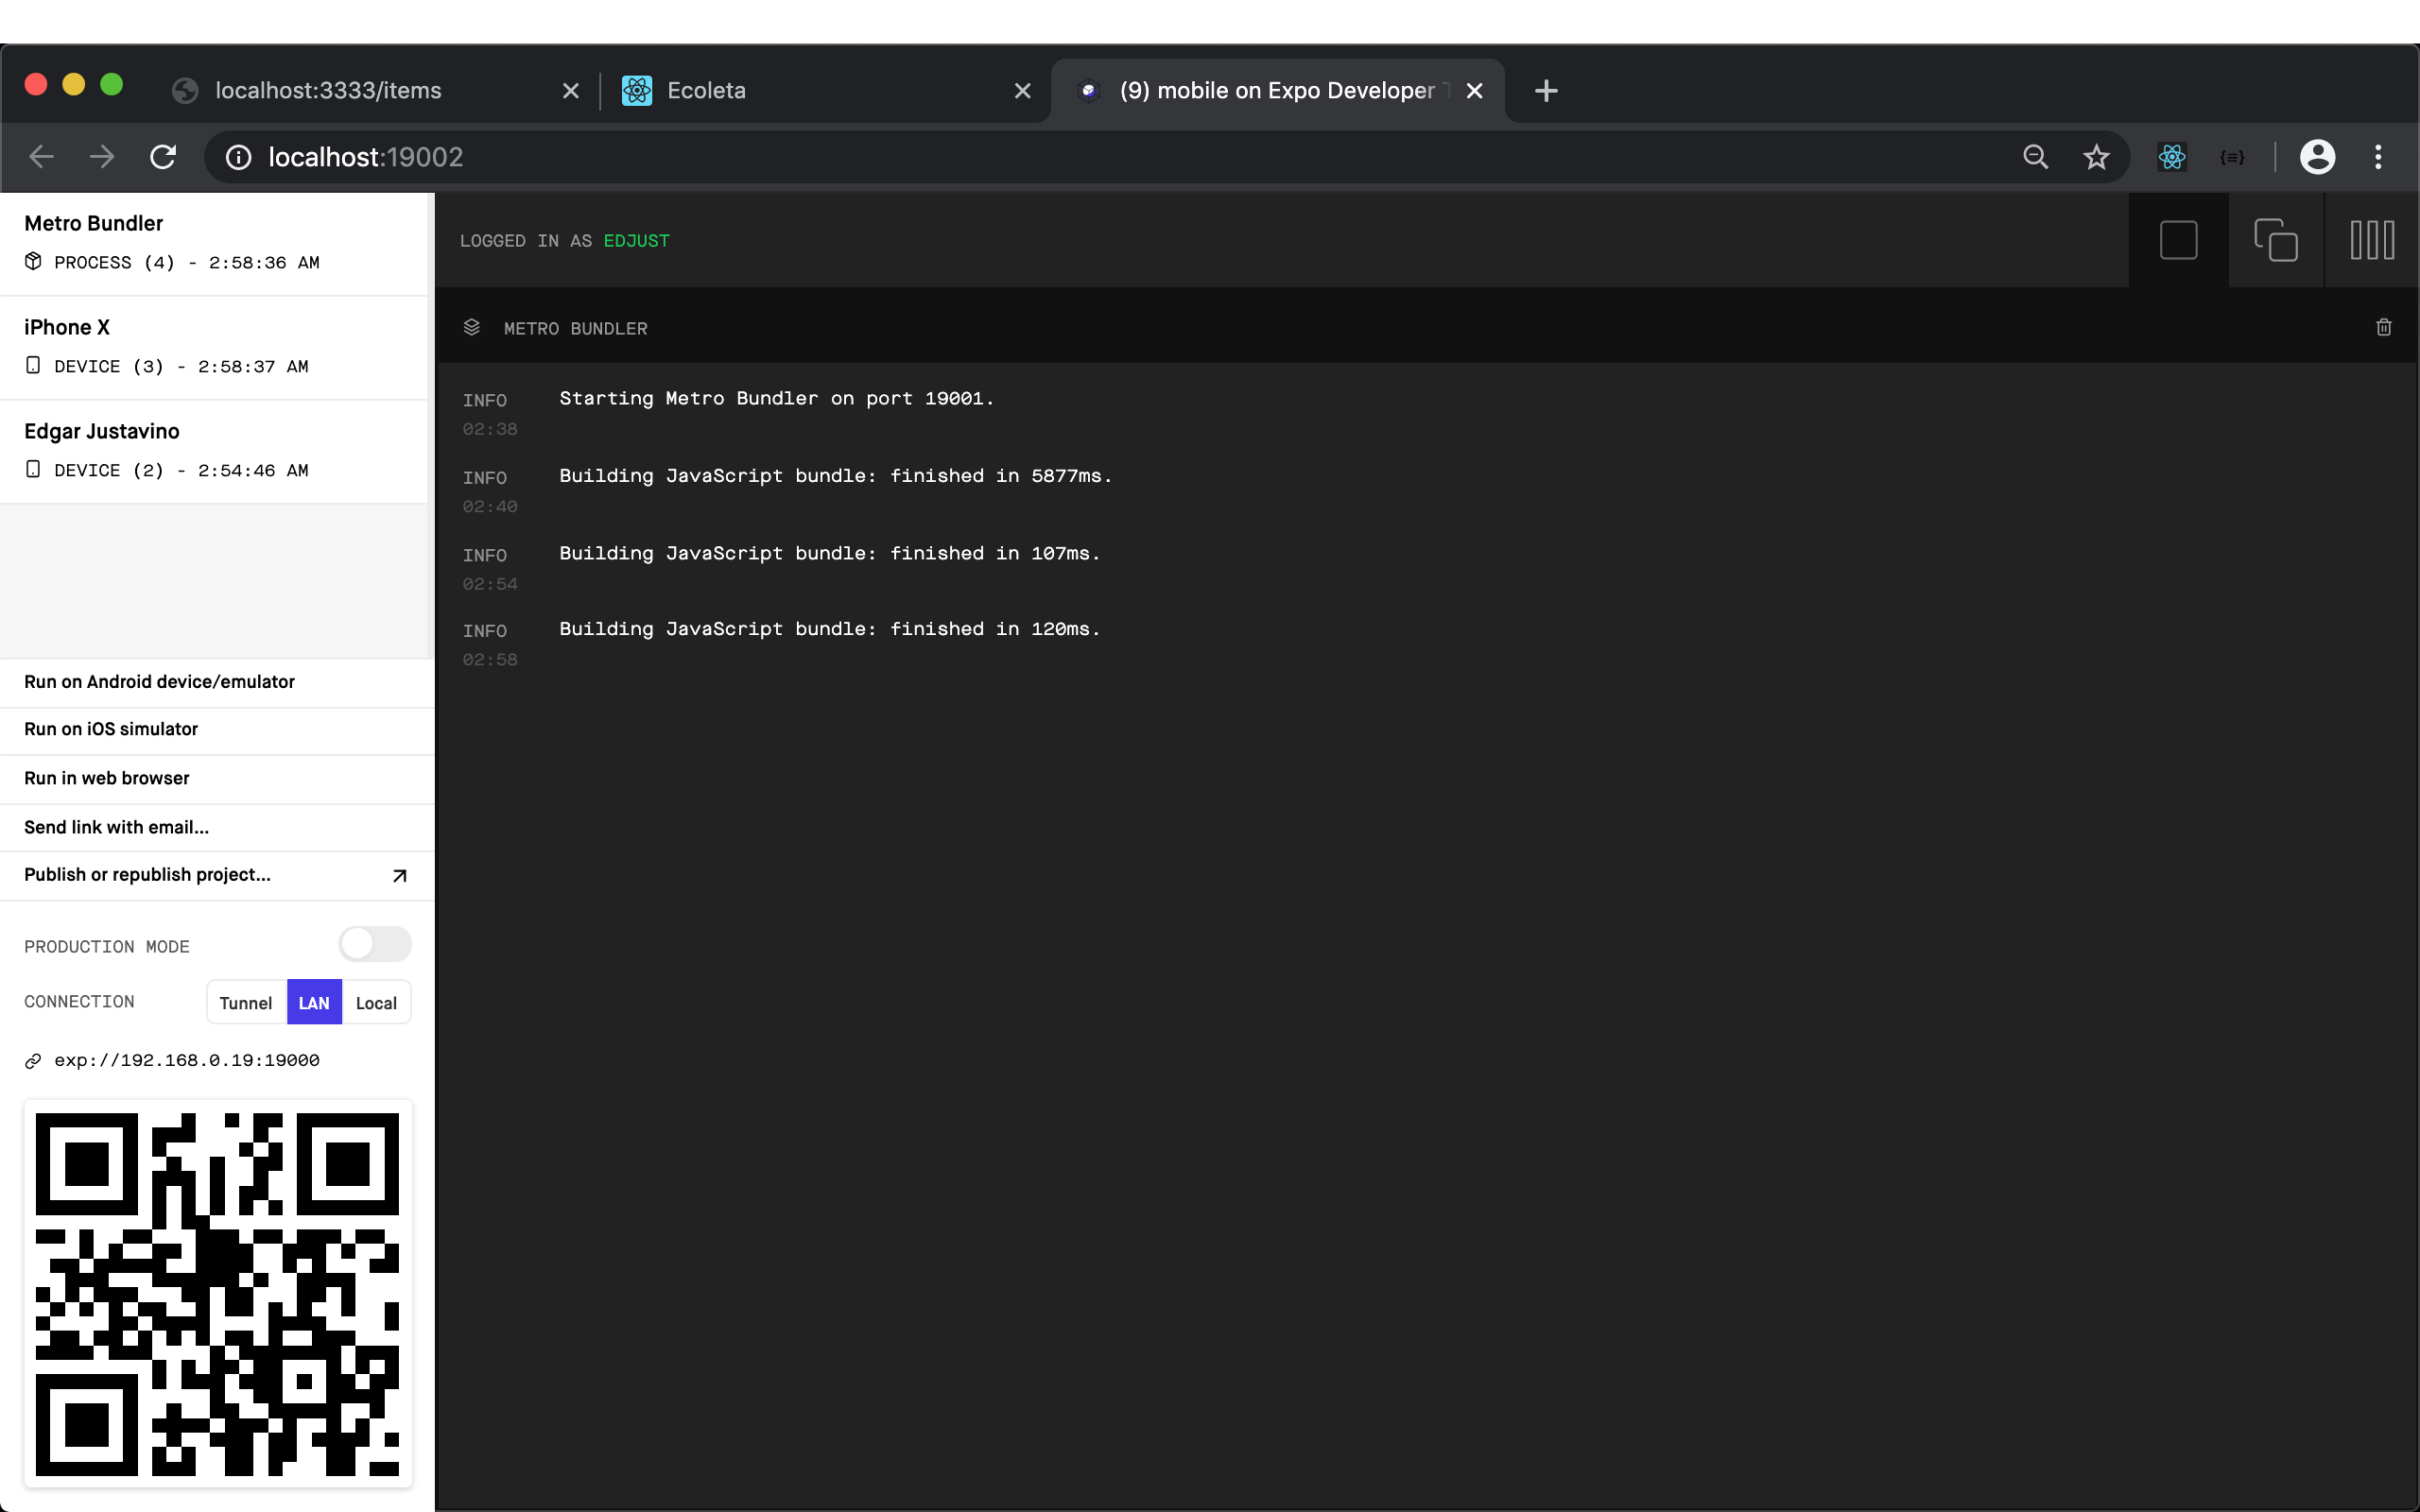 localhost:3333/items
Ecoleta
(9) mobile on Expo Developer
localhost:19002
Metro Bundler
PROCESS (4) - 2:58:36 AM
iPhone X
DEVICE (3) - 2:58:37 AM
Edgar Justavino
DEVICE (2) - 2:54:46 AM
Run on Android device/emulator
Run on iOS simulator
Run in web browser
Send link with email...
Publish or republish project...
PRODUCTION MODE
CONNECTION
Tunnel
LAN
Local
exp://192.168.0.19:19000
LOGGED IN AS EDJUST
METRO BUNDLER
INFO Starting Metro Bundler on port 19001.
02:38
INFO Building JavaScript bundle: finished in 5877ms.
02:40
INFO Building JavaScript bundle: finished in 107ms.
02:54
INFO Building JavaScript bundle: finished in 120ms.
02:58